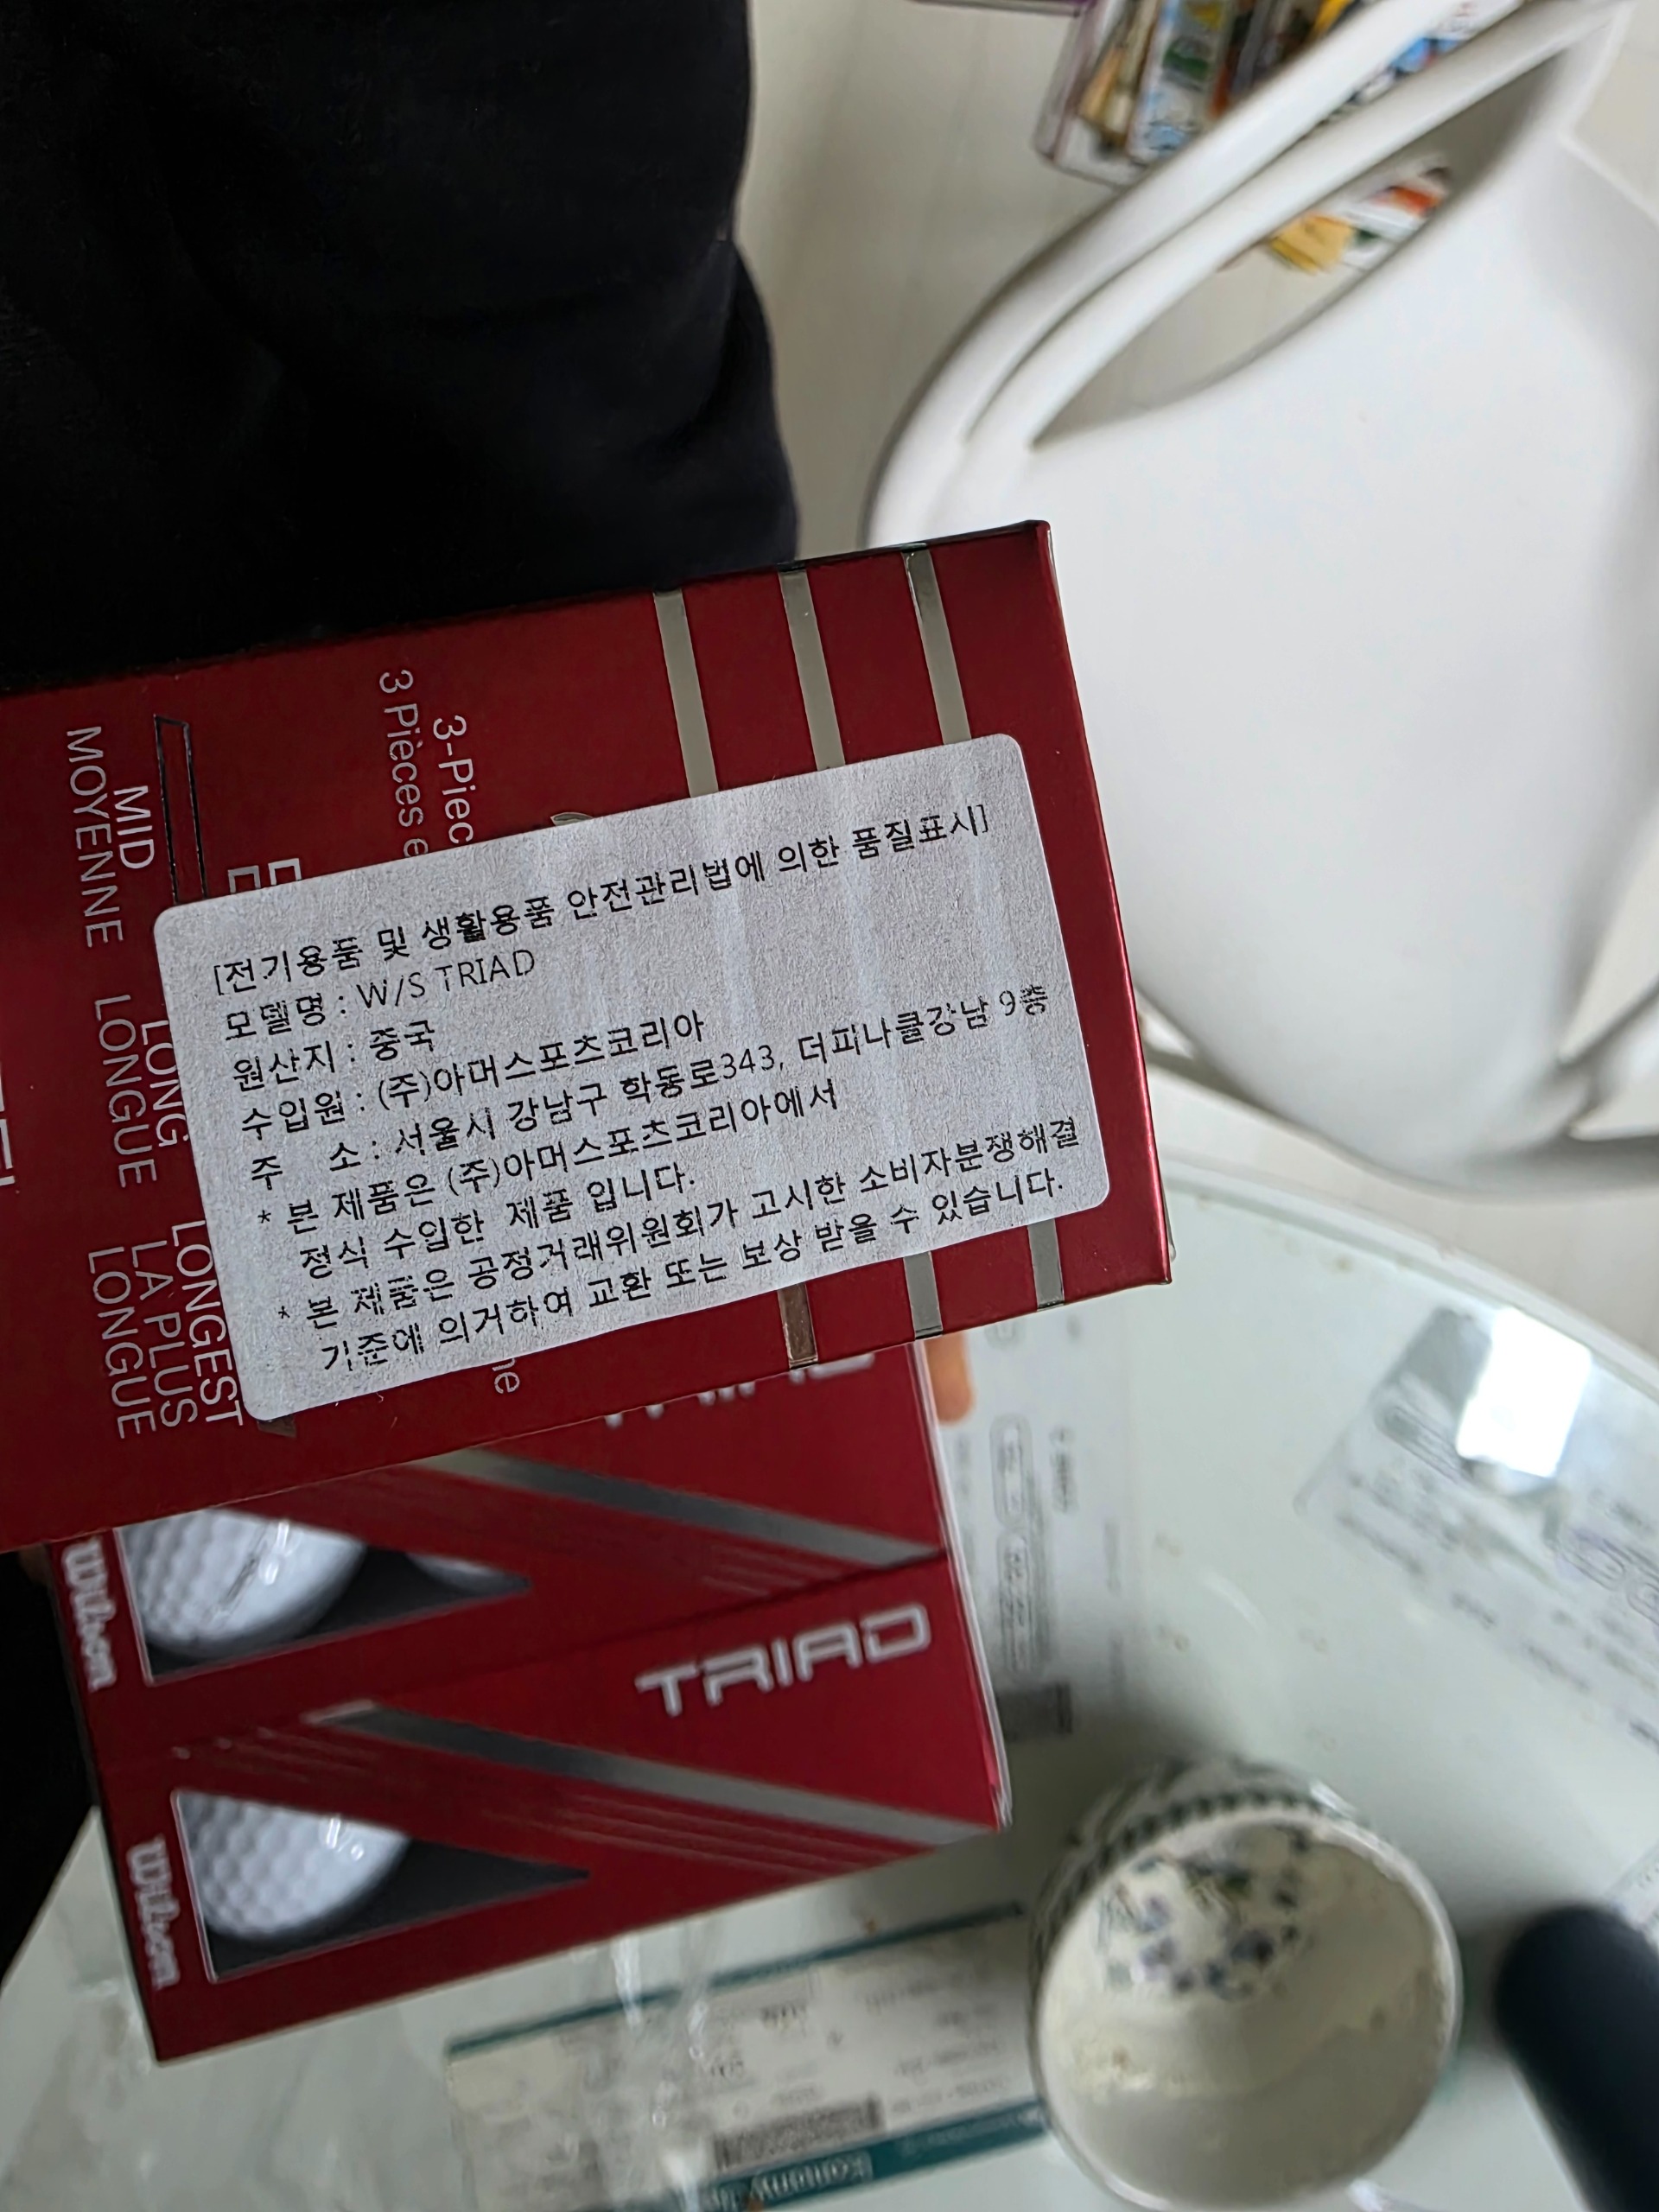 [전기용품 및 생활용품 안전관리법에 의한 품질표시]
모델명 : W/S TRIAD
원산지 : 중국
수입원 : (주)아머스포츠코리아
주 소 : 서울시 강남구 학동로343, 더피나클강남 9층
* 본 제품은 (주)아머스포츠코리아에서
정식 수입한 제품 입니다.
* 본 제품은 공정거래위원회가 고시한 소비자분쟁해결
기준에 의거하여 교환 또는 보상 받을 수 있습니다.
3-Piec
3 Pièces e
MID
MOYENNE
LONG
LONGUE
LONGEST
LA PLUS
LONGUE
Wilson
TRIAD
Wilson